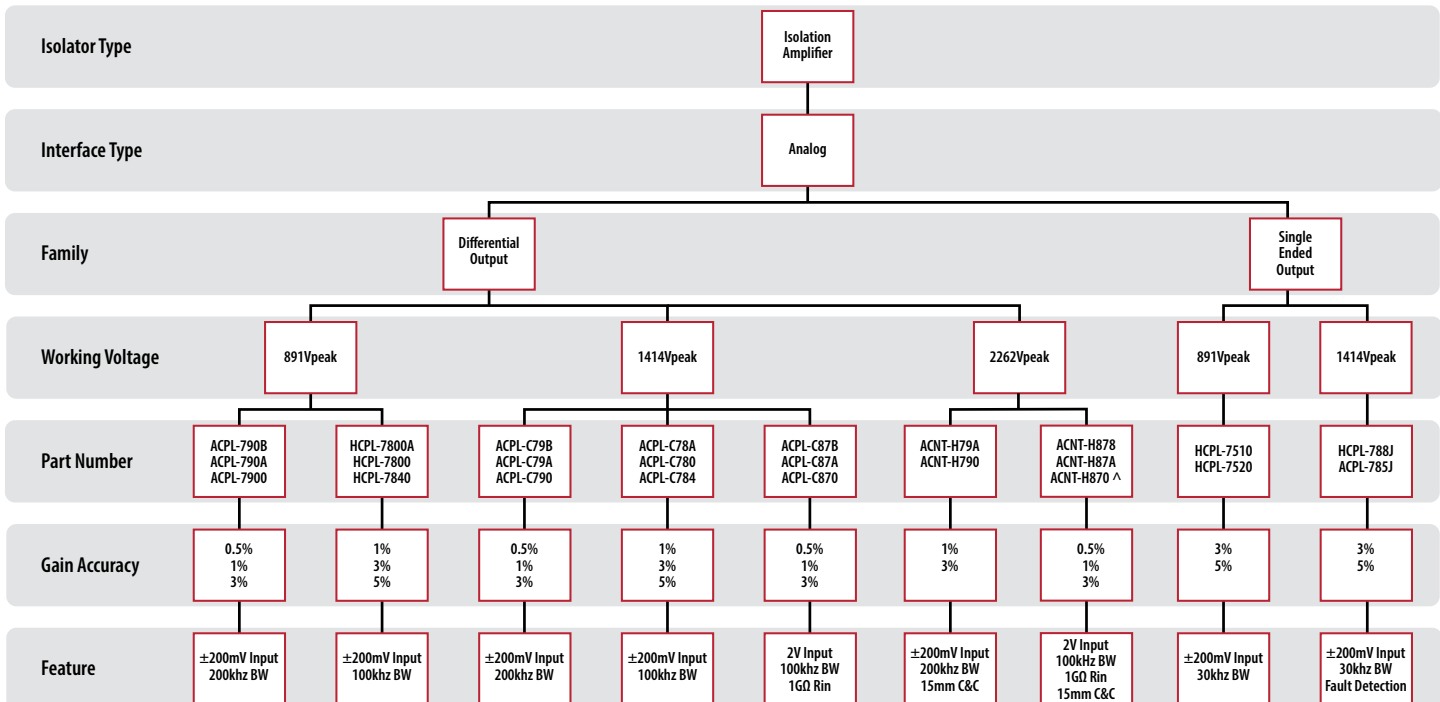 Isolator Type
Isolation
Amplifier
Interface Type
Analog
Family
Differential
Output
Single
Ended
Output
Working Voltage
891Vpeak
1414Vpeak
2262Vpeak
891Vpeak
1414Vpeak
Part Number
ACPL-790B
ACPL-790A
ACPL-7900
HCPL-7800A
HCPL-7800
HCPL-7840
ACPL-C79B
ACPL-C79A
ACPL-C790
ACPL-C78A
ACPL-C780
ACPL-C784
ACPL-C87B
ACPL-C87A
ACPL-C870
ACNT-H79A
ACNT-H790
ACNT-H878
ACNT-H87A
ACNT-H870 ^
HCPL-7510
HCPL-7520
HCPL-788J
ACPL-785J
Gain Accuracy
0.5%
1%
3%
1%
3%
5%
0.5%
1%
3%
1%
3%
5%
0.5%
1%
3%
1%
3%
0.5%
1%
3%
3%
5%
3%
5%
Feature
±200mV Input
200khz BW
±200mV Input
100khz BW
±200mV Input
200khz BW
±200mV Input
100khz BW
2V Input
100khz BW
1GΩ Rin
±200mV Input
200khz BW
15mm C&C
2V Input
100kHz BW
1GΩ Rin
15mm C&C
±200mV Input
30khz BW
±200mV Input
30khz BW
Fault Detection